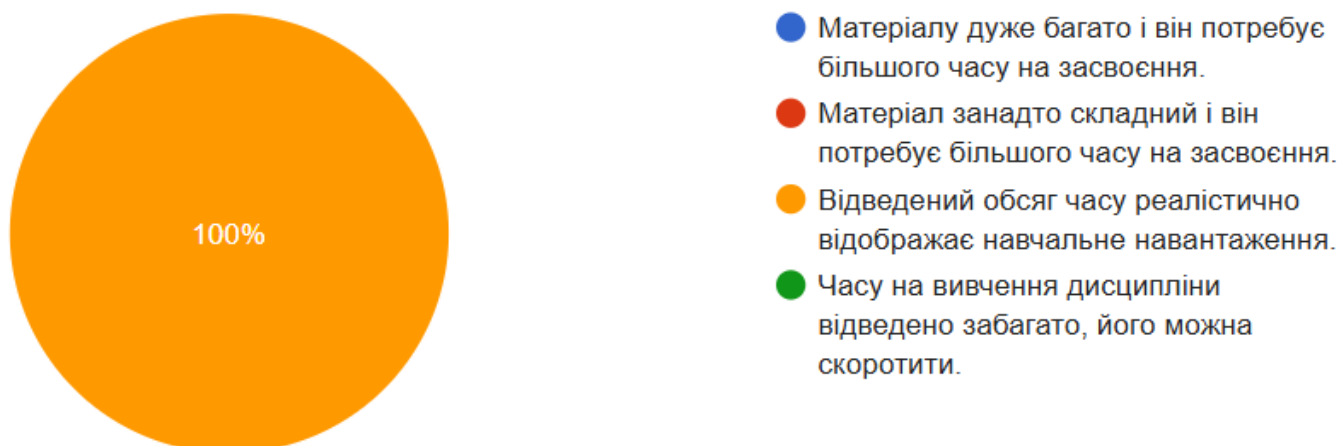 100%
Матеріалу дуже багато і він потребує
більшого часу на засвоєння.
Матеріал занадто складний і він
потребує більшого часу на засвоєння.
Відведений обсяг часу реалістично
відображає навчальне навантаження.
Часу на вивчення дисципліни
відведено забагато, його можна
скоротити.